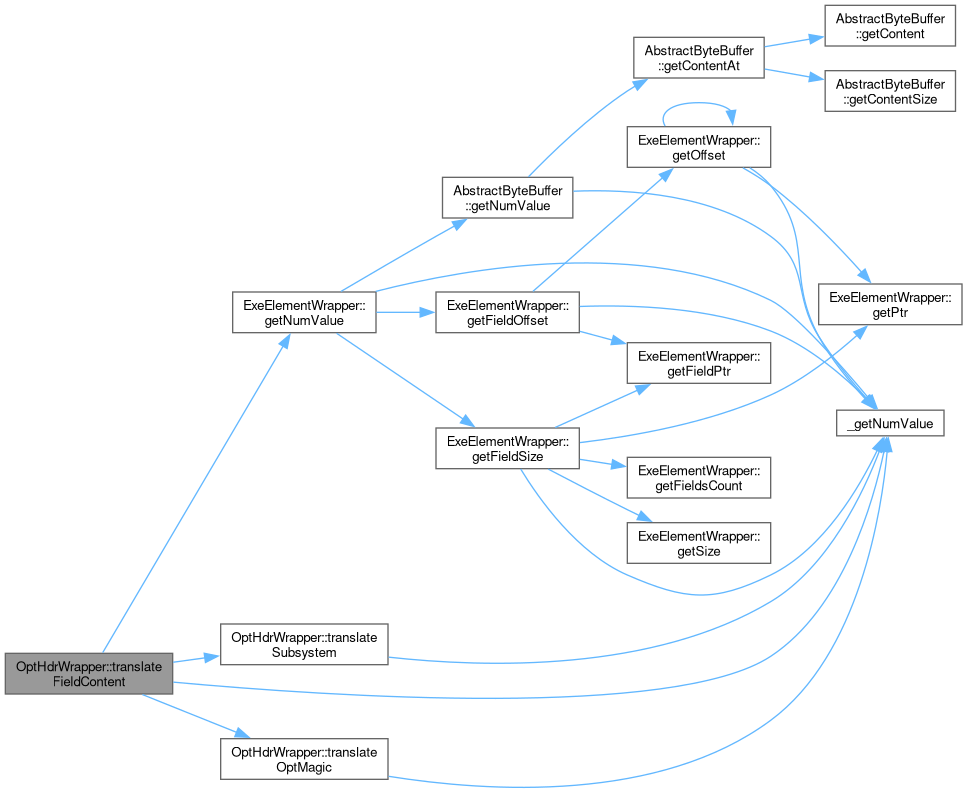 AbstractByteBuffer
::getContent
AbstractByteBuffer
::getContentAt
AbstractByteBuffer
::getContentSize
ExeElementWrapper::
getOffset
AbstractByteBuffer
::getNumValue
ExeElementWrapper::
getPtr
ExeElementWrapper::
getNumValue
ExeElementWrapper::
getFieldOffset
ExeElementWrapper::
getFieldPtr
_getNumValue
ExeElementWrapper::
getFieldSize
ExeElementWrapper::
getFieldsCount
ExeElementWrapper::
getSize
OptHdrWrapper::translate
Subsystem
OptHdrWrapper::translate
FieldContent
OptHdrWrapper::translate
OptMagic